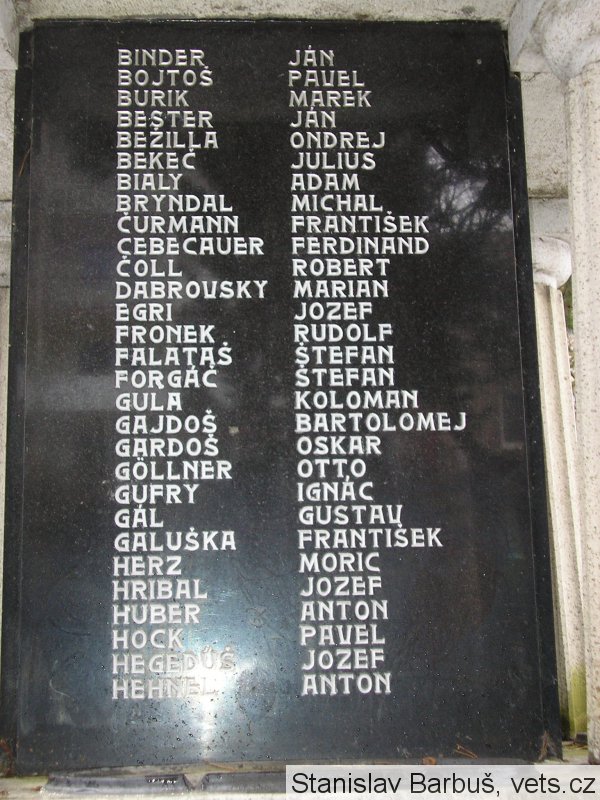 BINDER JÁN
BOJTOŠ PAVEL
BURIK MAREK
BESTER JÁN
BEŽILLA ONDREJ
BEKEČ JULIUS
BIALY ADAM
BRYNDAL MICHAL
ČURMANN FRANTIŠEK
CEBECAUER FERDINAND
ČOLL ROBERT
DABROVSKY MARIAN
EGRI JOZEF
FRONEK RUDOLF
FALATAŠ ŠTEFAN
FORGÁČ ŠTEFAN
GULA KOLOMAN
GAJDOŠ BARTOLOMEJ
GARDOŠ OSKAR
GÖLLNER OTTO
GUFRY IGNÁC
GÁL GUSTAV
GALUŠKA FRANTIŠEK
HERZ MORIC
HRIBAL JOZEF
HUBER ANTON
HOCK PAVEL
HEGEDÚŠ JOZEF
HEHNEL ANTON
Stanislav Barbuš, vets.cz